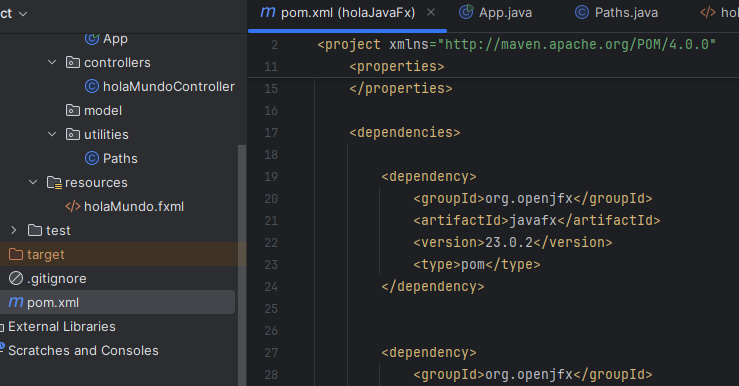 ct
App
controllers
holaMundoController
model
utilities
Paths
resources
holaMundo.fxml
test
target
.gitignore
pom.xml
External Libraries
Scratches and Consoles
pom.xml (holaJavaFx)
App.java
Paths.java
hol
2 <project xmlns="http://maven.apache.org/POM/4.0.0"
11 <properties>
15 </properties>
16
17 <dependencies>
18
19 <dependency>
20 <groupId>org.openjfx</groupId>
21 <artifactId>javafx</artifactId>
22 <version>23.0.2</version>
23 <type>pom</type>
24 </dependency>
25
26
27 <dependency>
28 <groupId>org.openjfx</groupId>